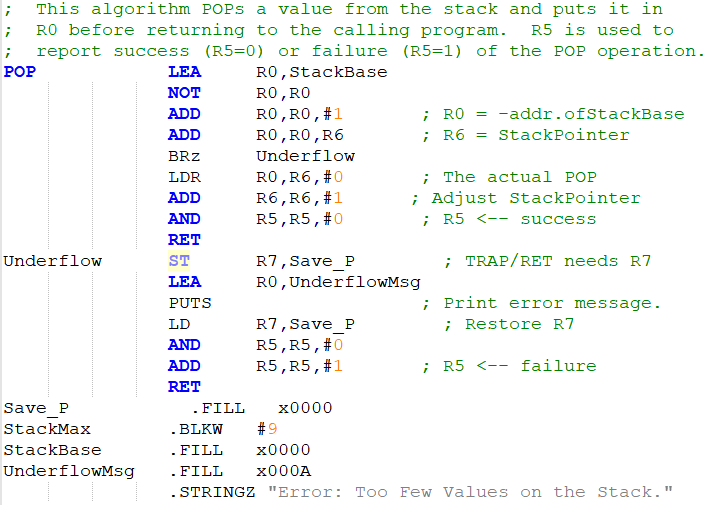 ;  This algorithm POPs a value from the stack and puts it in
;  R0 before returning to the calling program.  R5 is used to
;  report success (R5=0) or failure (R5=1) of the POP operation.
POP             LEA     R0,StackBase
                NOT     R0,R0
                ADD     R0,R0,#1        ; R0 = -addr.ofStackBase
                ADD     R0,R0,R6        ; R6 = StackPointer
                BRz     Underflow
                LDR     R0,R6,#0        ; The actual POP
                ADD     R6,R6,#1       ; Adjust StackPointer
                AND     R5,R5,#0        ; R5 <-- success
                RET
Underflow       ST      R7,Save_P         ; TRAP/RET needs R7
                LEA     R0,UnderflowMsg
                PUTS                    ; Print error message.
                LD      R7,Save_P         ; Restore R7
                AND     R5,R5,#0
                ADD     R5,R5,#1        ; R5 <-- failure
                RET
Save_P            .FILL   x0000
StackMax        .BLKW   #9
StackBase       .FILL   x0000
UnderflowMsg    .FILL   x000A
                .STRINGZ "Error: Too Few Values on the Stack."